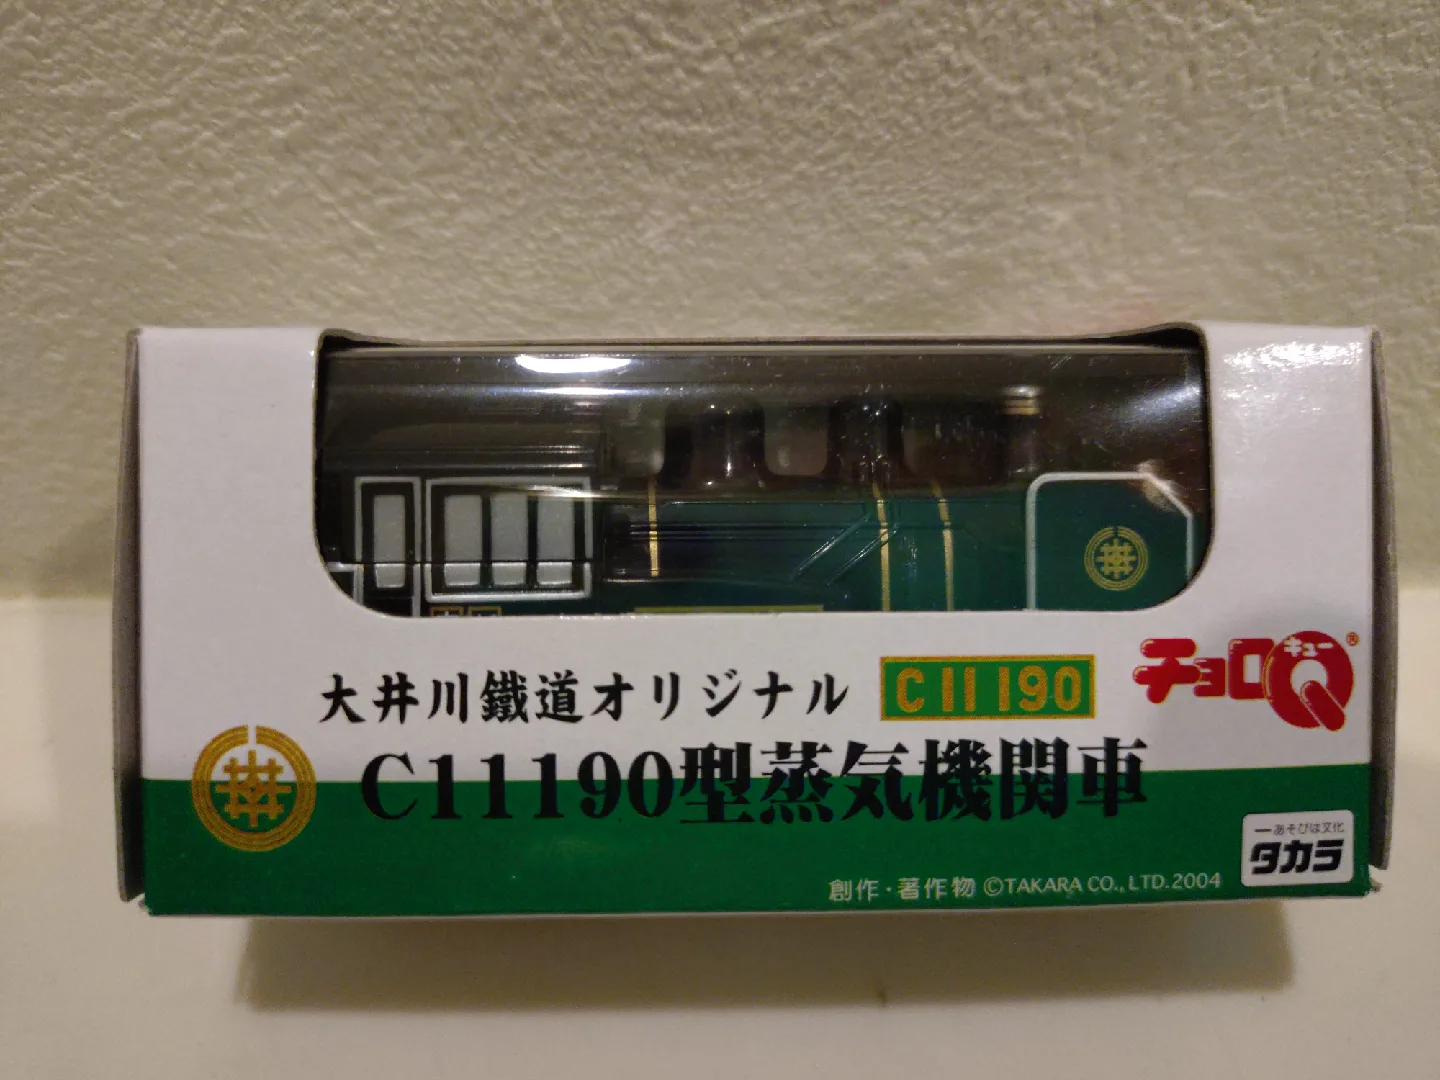 大井川鐵道オリジナル
C11 190
チョロQ
キュー
®
C11190型蒸気機関車
創作・著作物 ©TAKARA CO., LTD. 2004
ーあそびは文化
タカラ